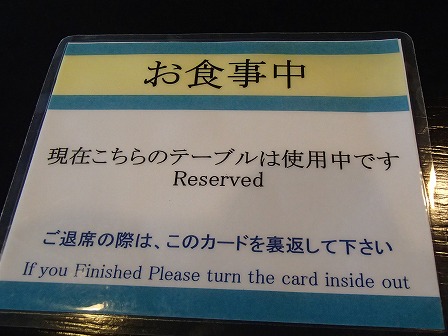 お食事中
現在こちらのテーブルは使用中です
Reserved
ご退席の際は、このカードを裏返して下さい
If you Finished Please turn the card inside out